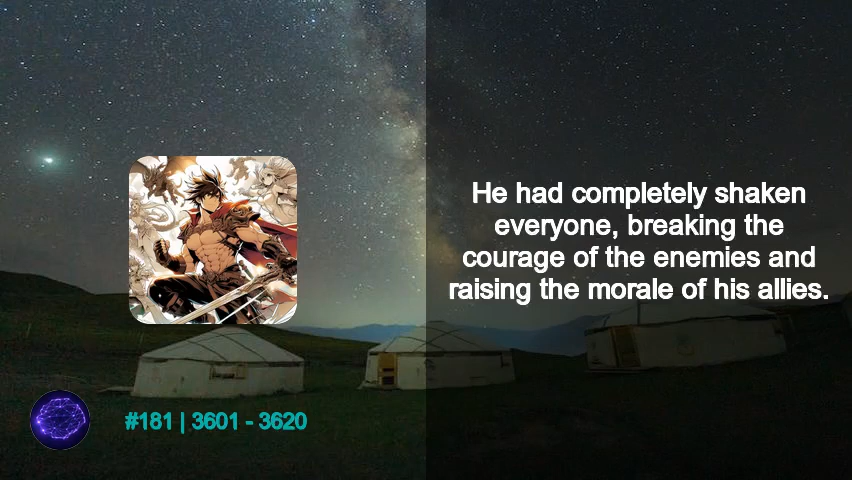 He had completely shaken
everyone, breaking the
courage of the enemies and
raising the morale of his allies.
#181 | 3601 - 3620